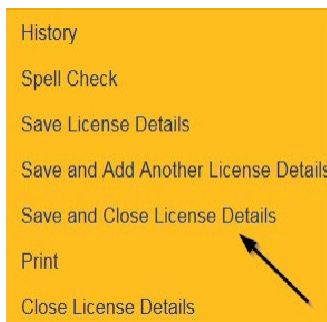 History
Spell Check
Save License Details
Save and Add Another License Details
Save and Close License Details
Print
Close License Details